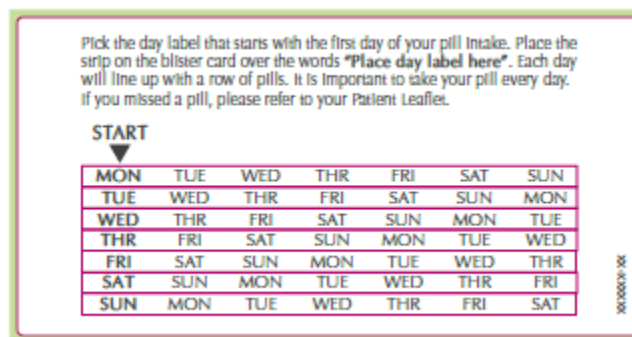 Pick the day label that starts with the first day of your pill intake. Place the
strip on the blister card over the words "Place day label here". Each day
will line up with a row of pills. It is important to take your pill every day.
If you missed a pill, please refer to your Patient Leaflet.
START
MON TUE WED THR FRI SAT SUN
TUE WED THR FRI SAT SUN MON
WED THR FRI SAT SUN MON TUE
THR FRI SAT SUN MON TUE WED
FRI SAT SUN MON TUE WED THR
SAT SUN MON TUE WED THR FRI
SUN MON TUE WED THR FRI SAT